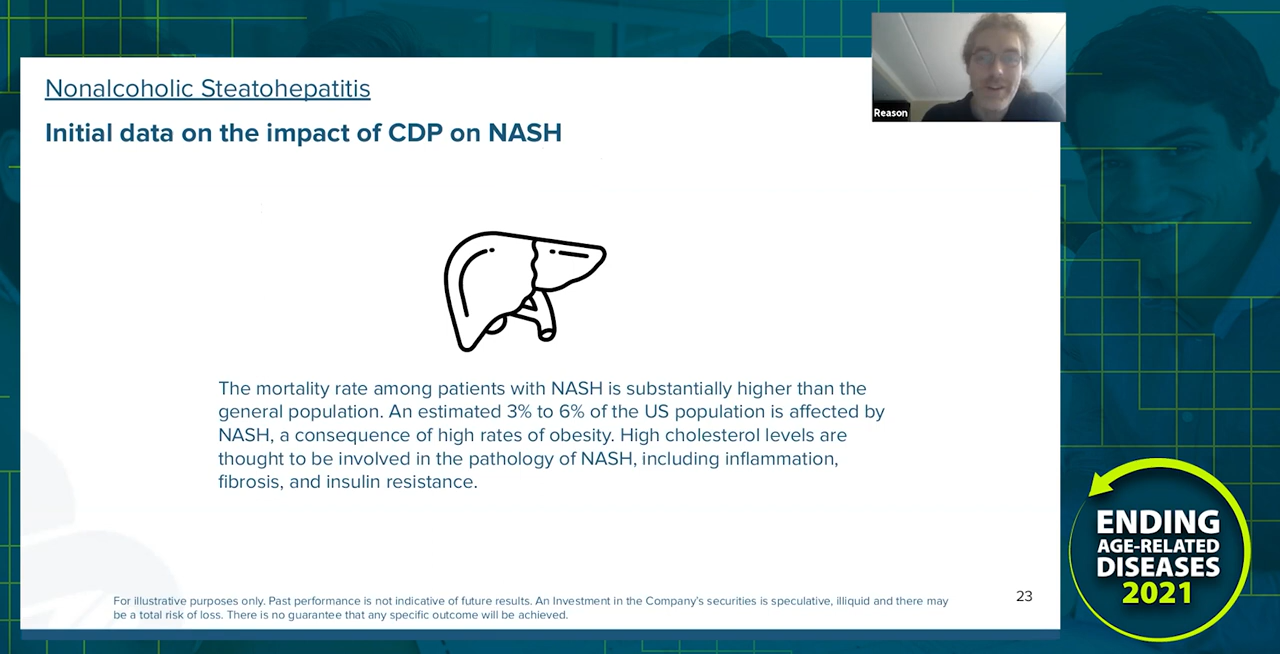 Nonalcoholic Steatohepatitis
Initial data on the impact of CDP on NASH
Reason
The mortality rate among patients with NASH is substantially higher than the
general population. An estimated 3% to 6% of the US population is affected by
NASH, a consequence of high rates of obesity. High cholesterol levels are
thought to be involved in the pathology of NASH, including inflammation,
fibrosis, and insulin resistance.
For illustrative purposes only. Past performance is not indicative of future results. An Investment in the Company's securities is speculative, illiquid and there may
be a total risk of loss. There is no guarantee that any specific outcome will be achieved.
23
ENDING
AGE-RELATED
DISEASES
2021